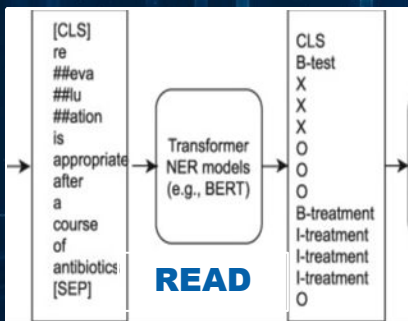 [CLS]
re
##eva
##lu
##ation
is
appropriate
after
a
course
of
antibiotics
[SEP]
Transformer
NER models
(e.g., BERT)
READ
CLS
B-test
X
X
X
O
O
O
B-treatment
I-treatment
I-treatment
I-treatment
O